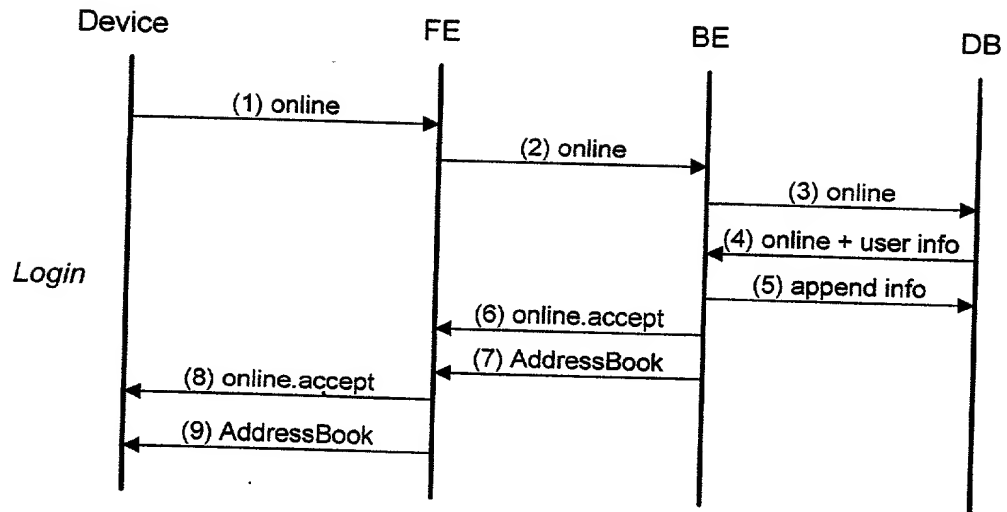 Device
FE
BE
DB
(1) online
(2) online
(3) online
(4) online + user info
Login
(5) append info
(6) online.accept
(7) AddressBook
(8) online.accept
(9) AddressBook